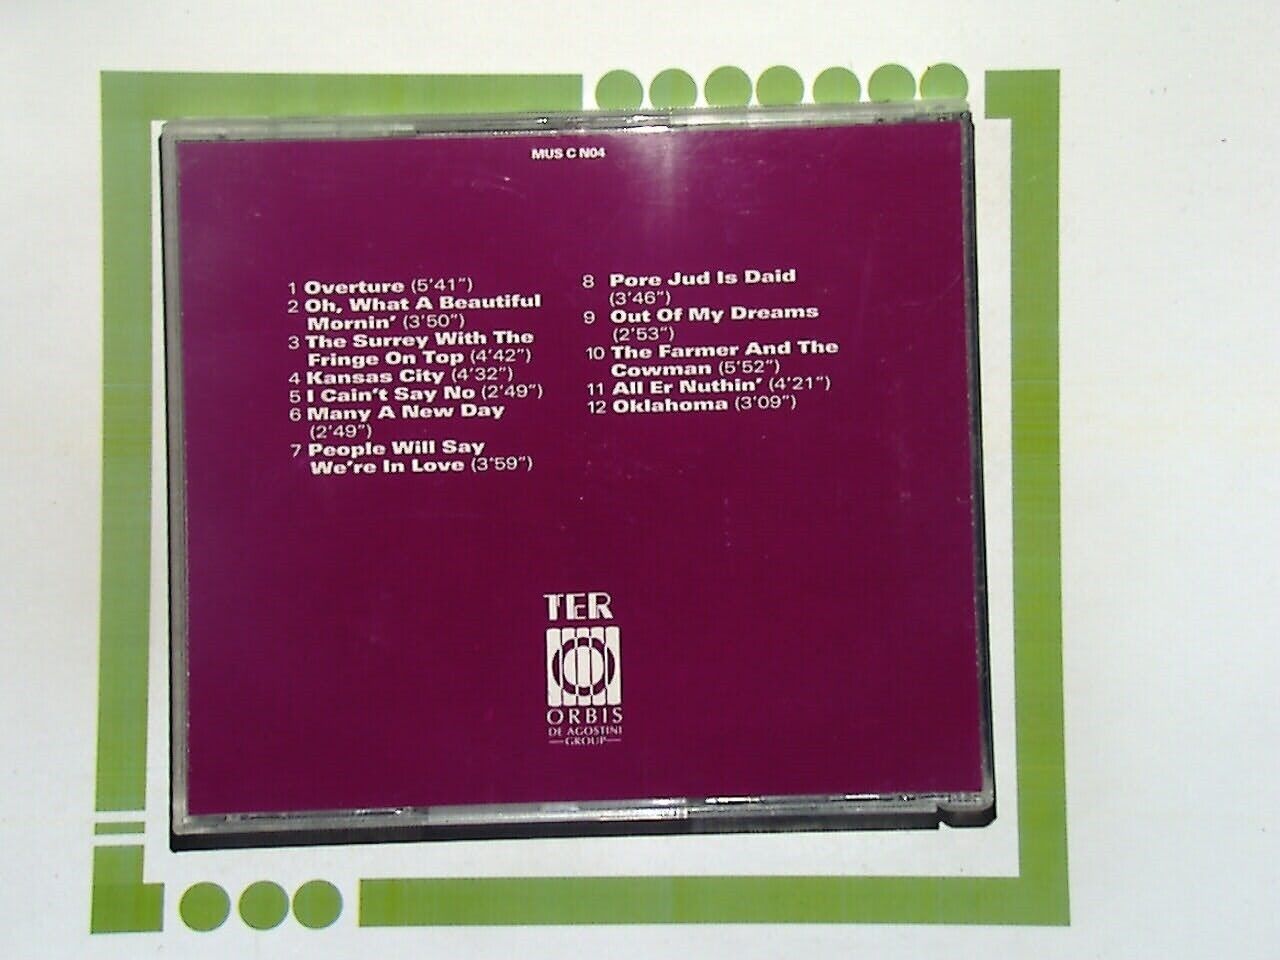 MUS C N04
1 Overture (5'41")
2 Oh, What A Beautiful
Mornin' (3'50")
3 The Surrey With The
Fringe On Top (4'42")
4 Kansas City (4'32")
5 I Cain't Say No (2'49")
6 Many A New Day
(2'49")
7 People Will Say
We're In Love (3'59")
8 Pore Jud Is Daid
(3'46")
9 Out Of My Dreams
(2'53")
10 The Farmer And The
Cowman (5'52")
11 All Er Nuthin' (4'21")
12 Oklahoma (3'09")
TER
ORBIS
DE AGOSTINI
GROUP